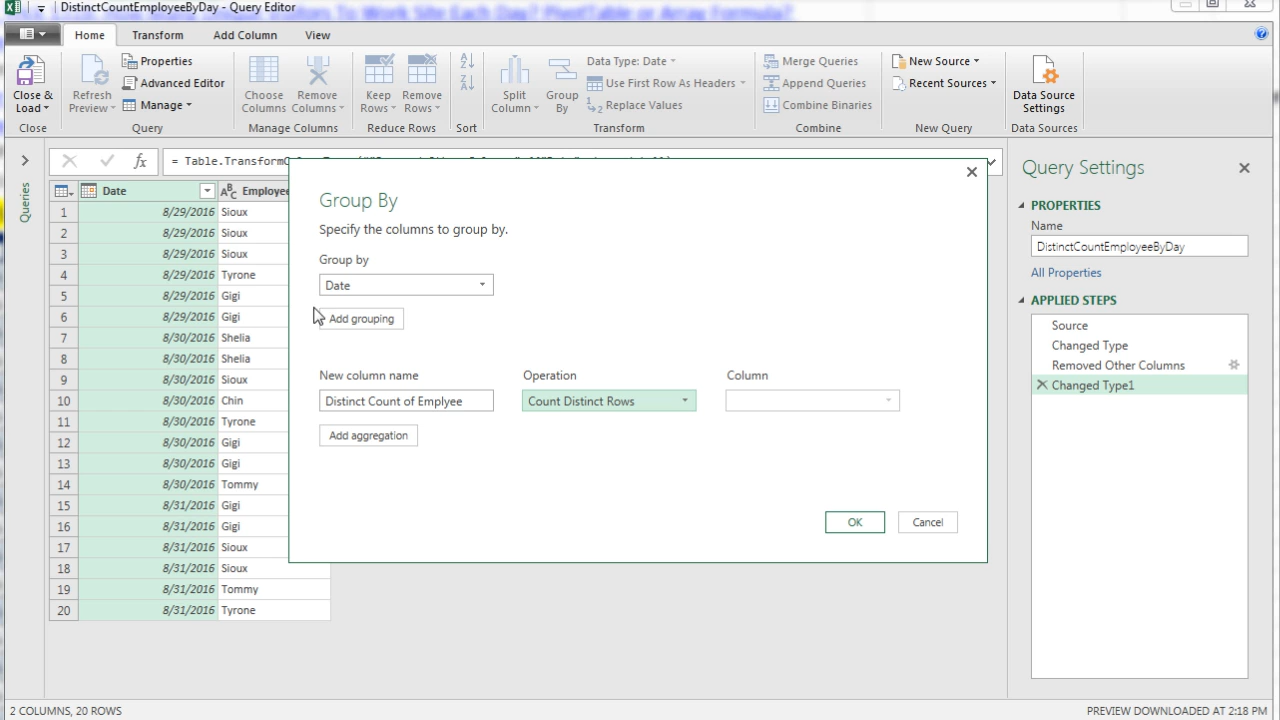 DistinctCountEmployeeByDay - Query Editor
To Work Site Each Day? PivotTable or Array Formula?
Home Transform Add Column View
Close & Load
Refresh Preview
Properties
Advanced Editor
Manage
Choose Columns
Remove Columns
Keep Rows
Remove Rows
Split Column
Group By
Data Type: Date
Use First Row As Headers
Replace Values
Merge Queries
Append Queries
Combine Binaries
New Source
Recent Sources
Data Source Settings
Close Query Manage Columns Reduce Rows Sort Transform Combine New Query Data Sources
Queries
fx
Date Employee
1 8/29/2016 Sioux
2 8/29/2016 Sioux
3 8/29/2016 Sioux
4 8/29/2016 Tyrone
5 8/29/2016 Gigi
6 8/29/2016 Gigi
7 8/30/2016 Shelia
8 8/30/2016 Shelia
9 8/30/2016 Sioux
10 8/30/2016 Chin
11 8/30/2016 Tyrone
12 8/30/2016 Gigi
13 8/30/2016 Gigi
14 8/30/2016 Tommy
15 8/31/2016 Gigi
16 8/31/2016 Gigi
17 8/31/2016 Sioux
18 8/31/2016 Sioux
19 8/31/2016 Tommy
20 8/31/2016 Tyrone
Group By
Specify the columns to group by.
Group by
Date
Add grouping
New column name Operation Column
Distinct Count of Emplyee Count Distinct Rows
Add aggregation
OK Cancel
Query Settings
PROPERTIES
Name
DistinctCountEmployeeByDay
All Properties
APPLIED STEPS
Source
Changed Type
Removed Other Columns
Changed Type1
2 COLUMNS, 20 ROWS
PREVIEW DOWNLOADED AT 2:18 PM